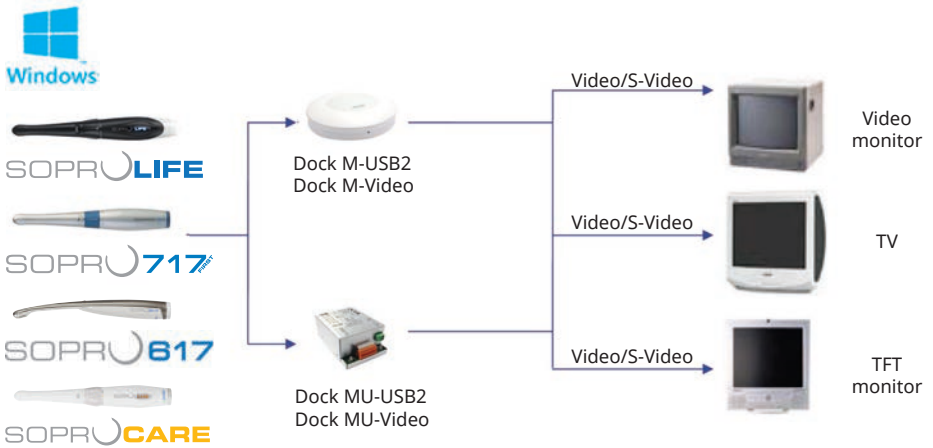 Windows
SOPROLIFE
SOPRO717 FIRST
SOPRO617
SOPROCARE
Dock M-USB2
Dock M-Video
Dock MU-USB2
Dock MU-Video
Video/S-Video
Video
monitor
Video/S-Video
TV
Video/S-Video
TFT
monitor